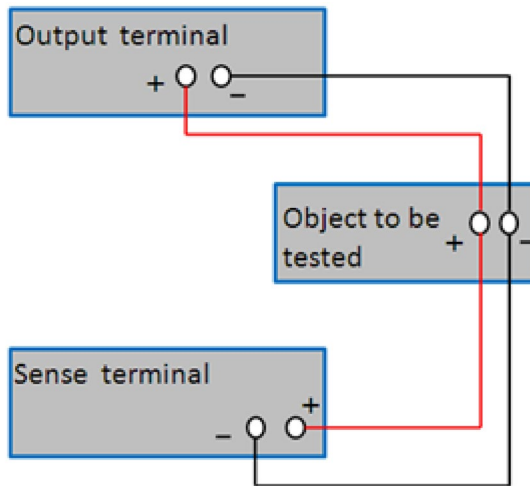 Output terminal
+ −
Object to be
tested
+ −
Sense terminal
− +